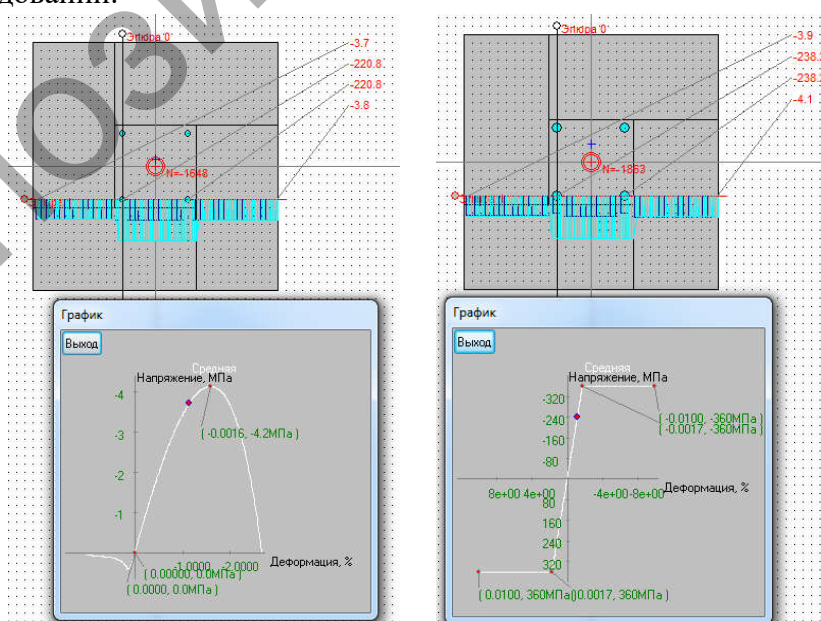 довании.
Эпюра 0
-3.7
-220.8
-220.8
-3.8
N=-1648
График
Выход
Средняя
Напряжение, МПа
-4
-3
-2
-1
( -0.0016, -4.2МПа )
-1.0000
-2.0000
Деформация, %
( 0.00000, 0.0МПа )
( 0.0000, 0.0МПа )
Эпюра 0
-3.9
-238.
-238.
-4.1
N=-1863
График
Выход
Средняя
Напряжение, МПа
-320
-240
-160
-80
( -0.0100, -360МПа )
( -0.0017, -360МПа )
8e+00 4e+00
-4e+00-8e+00
Деформация, %
80
160
240
320
( 0.0100, 360МПа )
( 0.0017, 360МПа )
ПОЗИ